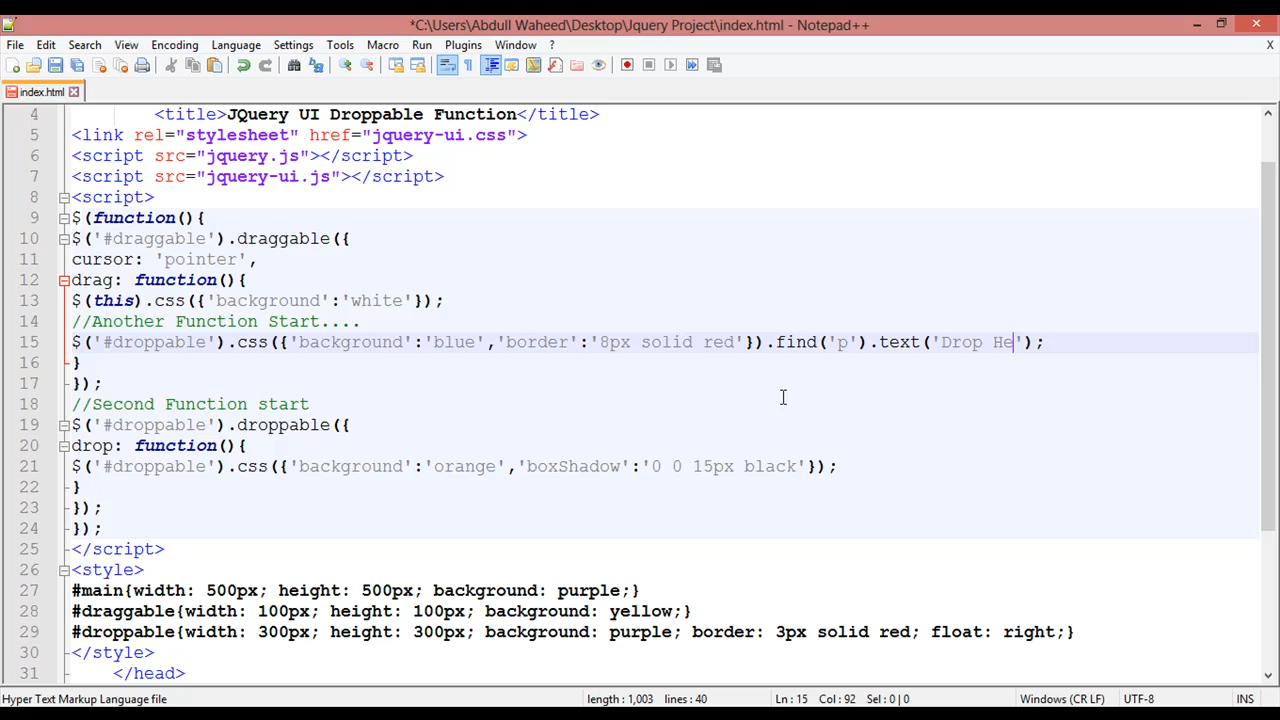 *C:\Users\Abdull Waheed\Desktop\Jquery Project\index.html - Notepad++
File Edit Search View Encoding Language Settings Tools Macro Run Plugins Window ? X
index.html
4 <title>JQuery UI Droppable Function</title>
5 <link rel="stylesheet" href="jquery-ui.css">
6 <script src="jquery.js"></script>
7 <script src="jquery-ui.js"></script>
8 <script>
9 $(function(){
10 $('#draggable').draggable({
11 cursor: 'pointer',
12 drag: function(){
13 $(this).css({'background':'white'});
14 //Another Function Start....
15 $('#droppable').css({'background':'blue','border':'8px solid red'}).find('p').text('Drop He');
16 }
17 });
18 //Second Function start
19 $('#droppable').droppable({
20 drop: function(){
21 $('#droppable').css({'background':'orange','boxShadow':'0 0 15px black'});
22 }
23 });
24 });
25 </script>
26 <style>
27 #main{width: 500px; height: 500px; background: purple;}
28 #draggable{width: 100px; height: 100px; background: yellow;}
29 #droppable{width: 300px; height: 300px; background: purple; border: 3px solid red; float: right;}
30 </style>
31 </head>
Hyper Text Markup Language file length : 1,003 lines : 40 Ln : 15 Col : 92 Sel : 0 | 0 Windows (CR LF) UTF-8 INS